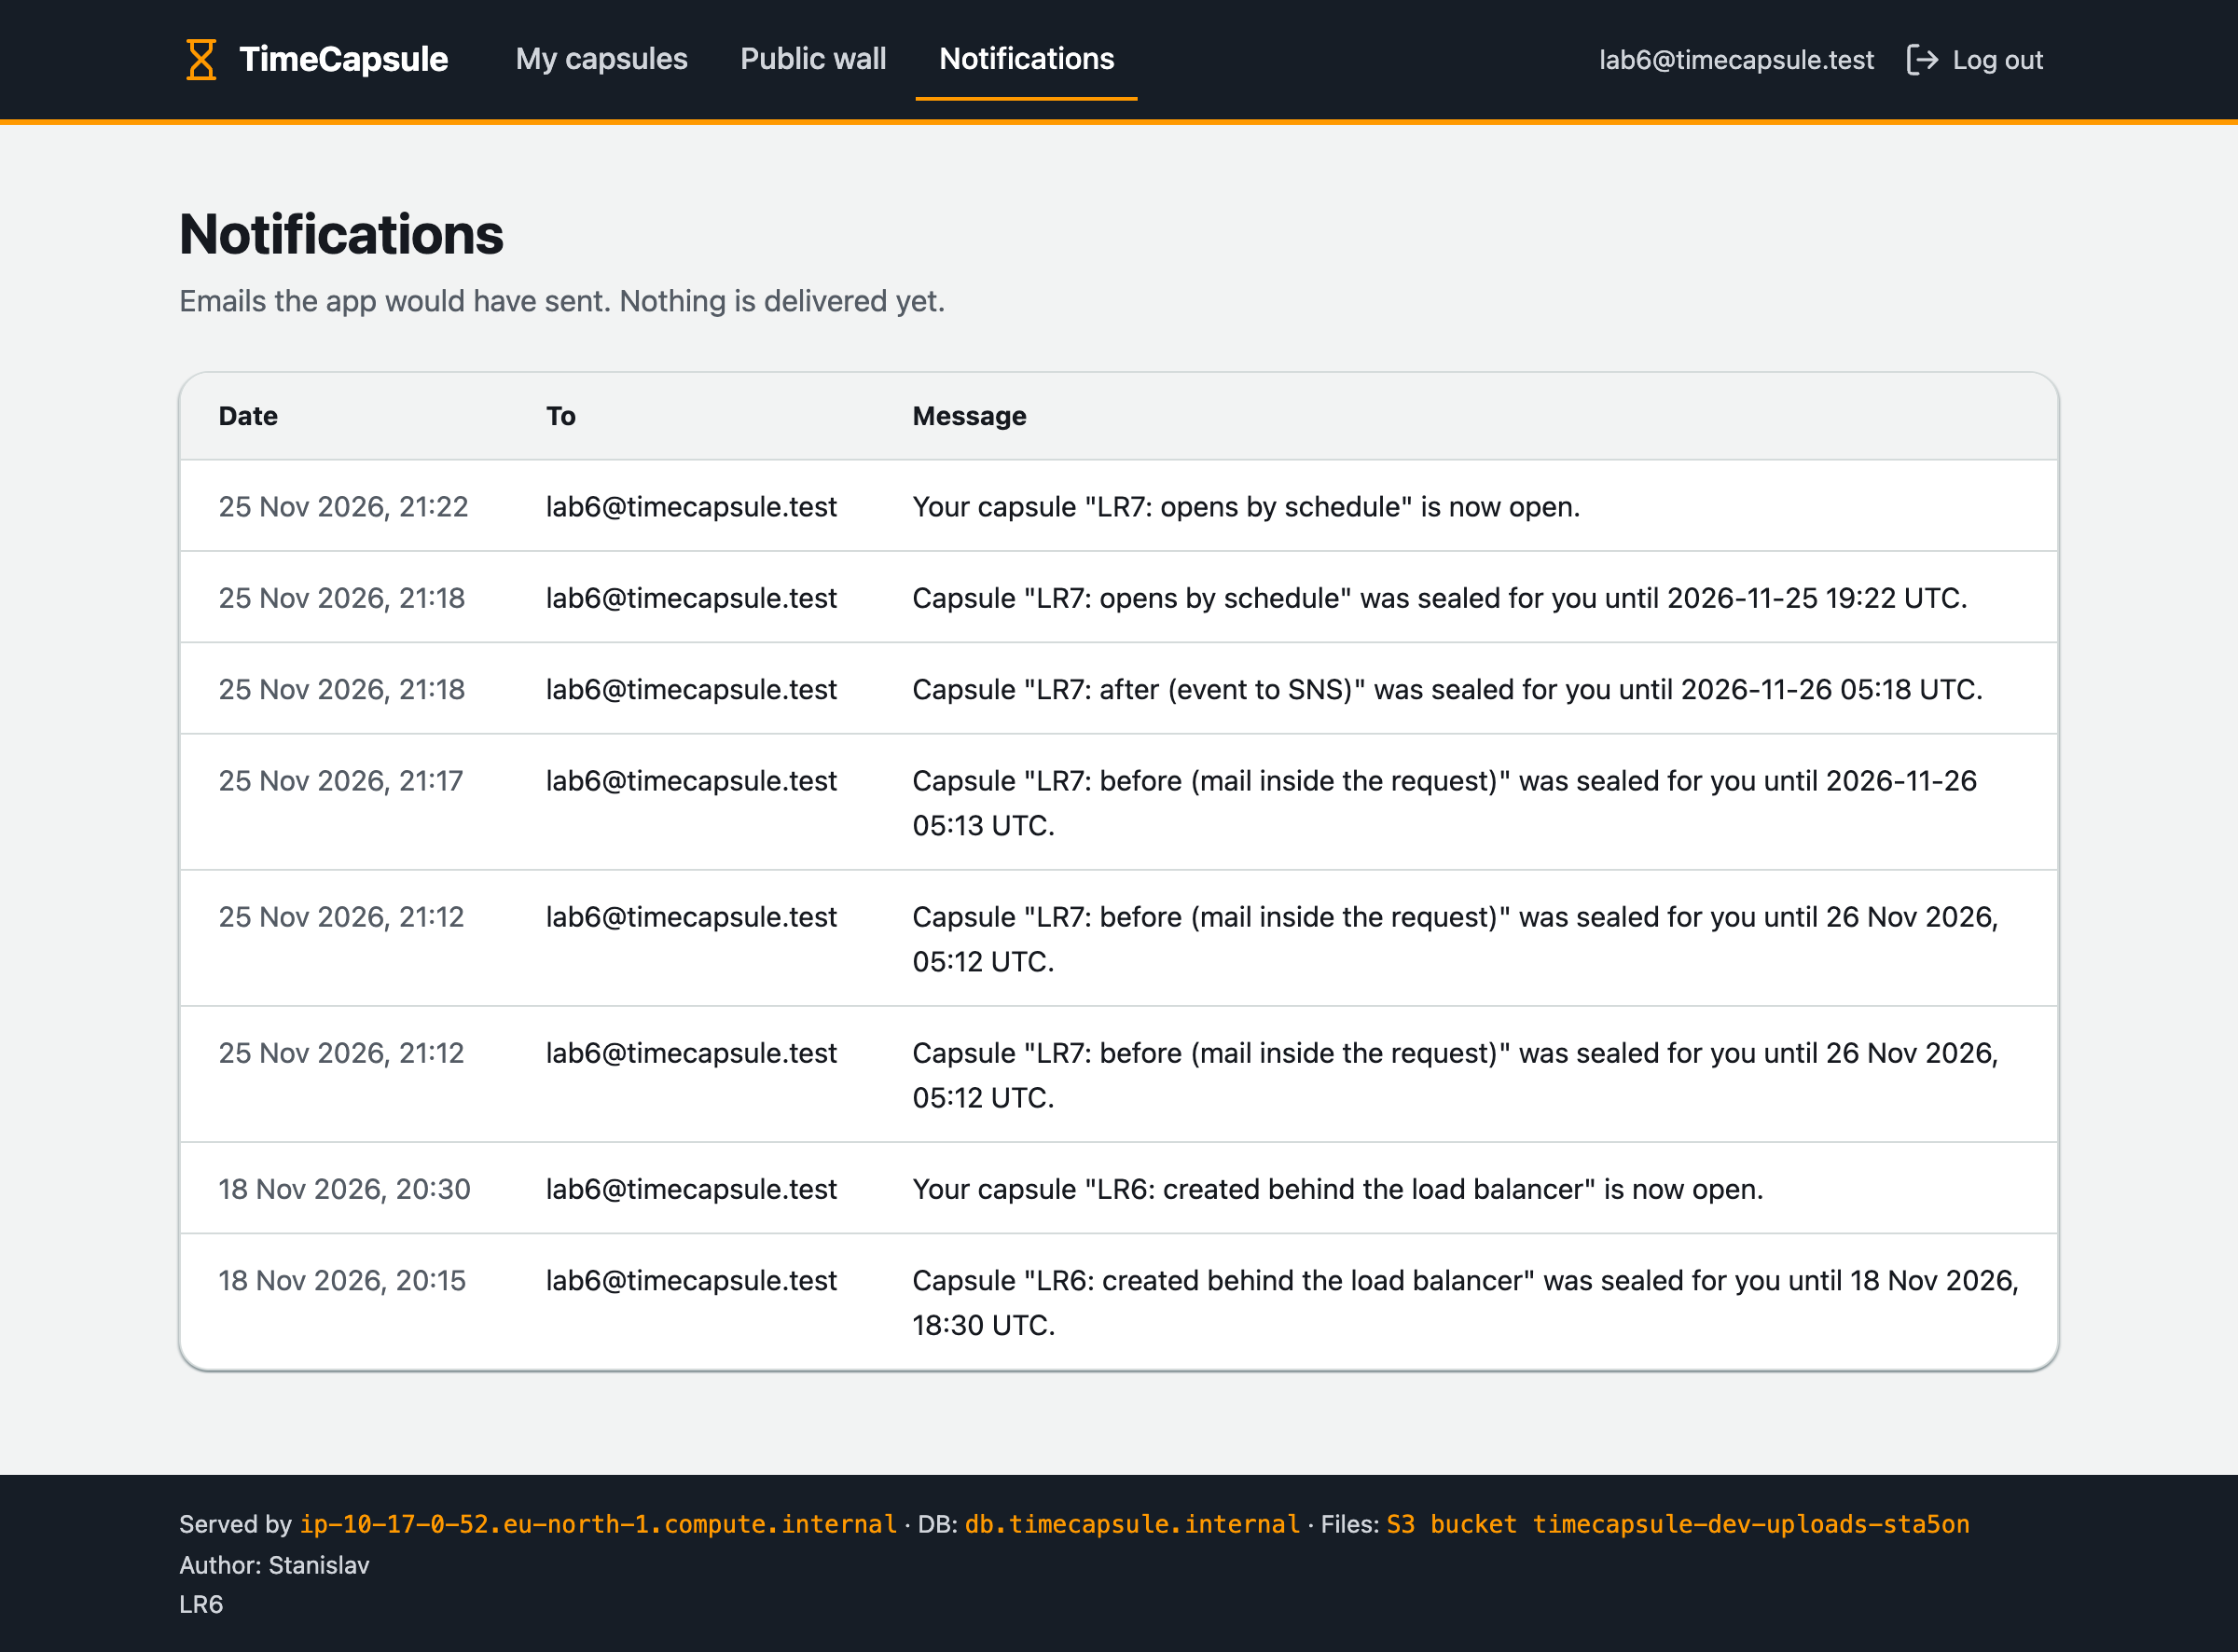 TimeCapsule My capsules Public wall Notifications lab6@timecapsule.test Log out
Notifications
Emails the app would have sent. Nothing is delivered yet.
Date To Message
25 Nov 2026, 21:22 lab6@timecapsule.test Your capsule "LR7: opens by schedule" is now open.
25 Nov 2026, 21:18 lab6@timecapsule.test Capsule "LR7: opens by schedule" was sealed for you until 2026-11-25 19:22 UTC.
25 Nov 2026, 21:18 lab6@timecapsule.test Capsule "LR7: after (event to SNS)" was sealed for you until 2026-11-26 05:18 UTC.
25 Nov 2026, 21:17 lab6@timecapsule.test Capsule "LR7: before (mail inside the request)" was sealed for you until 2026-11-26
05:13 UTC.
25 Nov 2026, 21:12 lab6@timecapsule.test Capsule "LR7: before (mail inside the request)" was sealed for you until 26 Nov 2026,
05:12 UTC.
25 Nov 2026, 21:12 lab6@timecapsule.test Capsule "LR7: before (mail inside the request)" was sealed for you until 26 Nov 2026,
05:12 UTC.
18 Nov 2026, 20:30 lab6@timecapsule.test Your capsule "LR6: created behind the load balancer" is now open.
18 Nov 2026, 20:15 lab6@timecapsule.test Capsule "LR6: created behind the load balancer" was sealed for you until 18 Nov 2026,
18:30 UTC.
Served by ip-10-17-0-52.eu-north-1.compute.internal · DB: db.timecapsule.internal · Files: S3 bucket timecapsule-dev-uploads-sta5on
Author: Stanislav
LR6